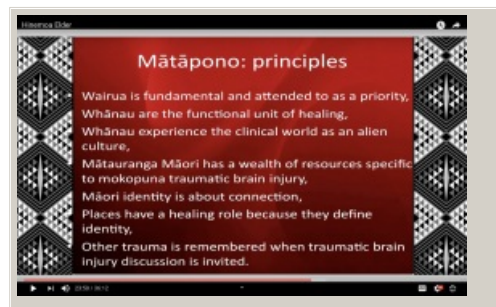 Hinemoa Elder
Mātāpono: principles
Wairua is fundamental and attended to as a priority,
Whānau are the functional unit of healing,
Whānau experience the clinical world as an alien
culture,
Mātauranga Māori has a wealth of resources specific
to mokopuna traumatic brain injury,
Māori identity is about connection,
Places have a healing role because they define
identity,
Other trauma is remembered when traumatic brain
injury discussion is invited.